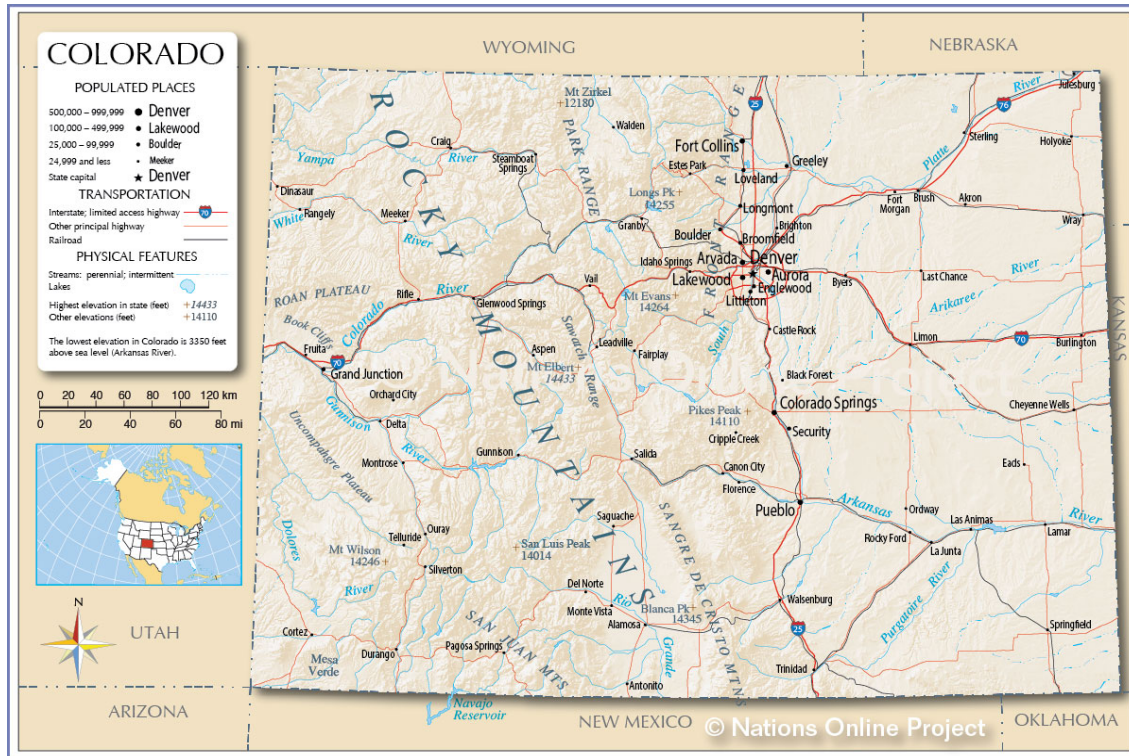 COLORADO
POPULATED PLACES
500,000 – 999,999 Denver
100,000 – 499,999 Lakewood
25,000 – 99,999 Boulder
24,999 and less Meeker
State capital Denver
TRANSPORTATION
Interstate; limited access highway 70
Other principal highway
Railroad
PHYSICAL FEATURES
Streams: perennial; intermittent
Lakes
Highest elevation in state (feet) +14433
Other elevations (feet) +14110
The lowest elevation in Colorado is 3350 feet
above sea level (Arkansas River).
0 20 40 60 80 100 120 km
0 20 40 60 80 mi
N
WYOMING
NEBRASKA
KANSAS
OKLAHOMA
NEW MEXICO
ARIZONA
UTAH
ROCKY MOUNTAINS
PARK RANGE
FRONT RANGE
Sawatch Range
SANGRE DE CRISTO MTNS
SAN JUAN MTS
ROAN PLATEAU
Book Cliffs
Uncompahgre Plateau
Mesa
Verde
Mt Zirkel
+12180
Longs Pk+
14255
Mt Evans+
14264
Mt Elbert+
14433
Pikes Peak+
14110
San Luis Peak
+14014
Mt Wilson
14246+
Blanca Pk+
14345
25
76
Julesburg
River
Walden
Craig
Yampa
River
Steamboat
Springs
Fort Collins
Estes Park
Loveland
Greeley
Platte
Sterling
Holyoke
Dinosaur
Rangely
White
Meeker
River
Granby
Longmont
Boulder
Broomfield
Brighton
Fort
Morgan
Brush
Akron
Wray
Arvada
Denver
Lakewood
Aurora
Englewood
Littleton
Idaho Springs
Vail
Byers
Last Chance
River
Arikaree
Rifle
Colorado
River
Glenwood Springs
Castle Rock
South
Limon
70
Burlington
Fruita
70
Grand Junction
Aspen
Leadville
Fairplay
Black Forest
Orchard City
Gunnison
River
Delta
Colorado Springs
Security
Cripple Creek
Cheyenne Wells
Montrose
Gunnison
Salida
Canon City
Florence
Eads
Pueblo
Arkansas
River
Ordway
Rocky Ford
La Junta
Las Animas
Lamar
Dolores
River
Ouray
Telluride
Silverton
Saguache
Del Norte
Monte Vista
Rio
Grande
Alamosa
Walsenburg
25
Purgatoire River
Springfield
Cortez
Durango
Pagosa Springs
Antonito
Trinidad
Navajo
Reservoir
© Nations Online Project